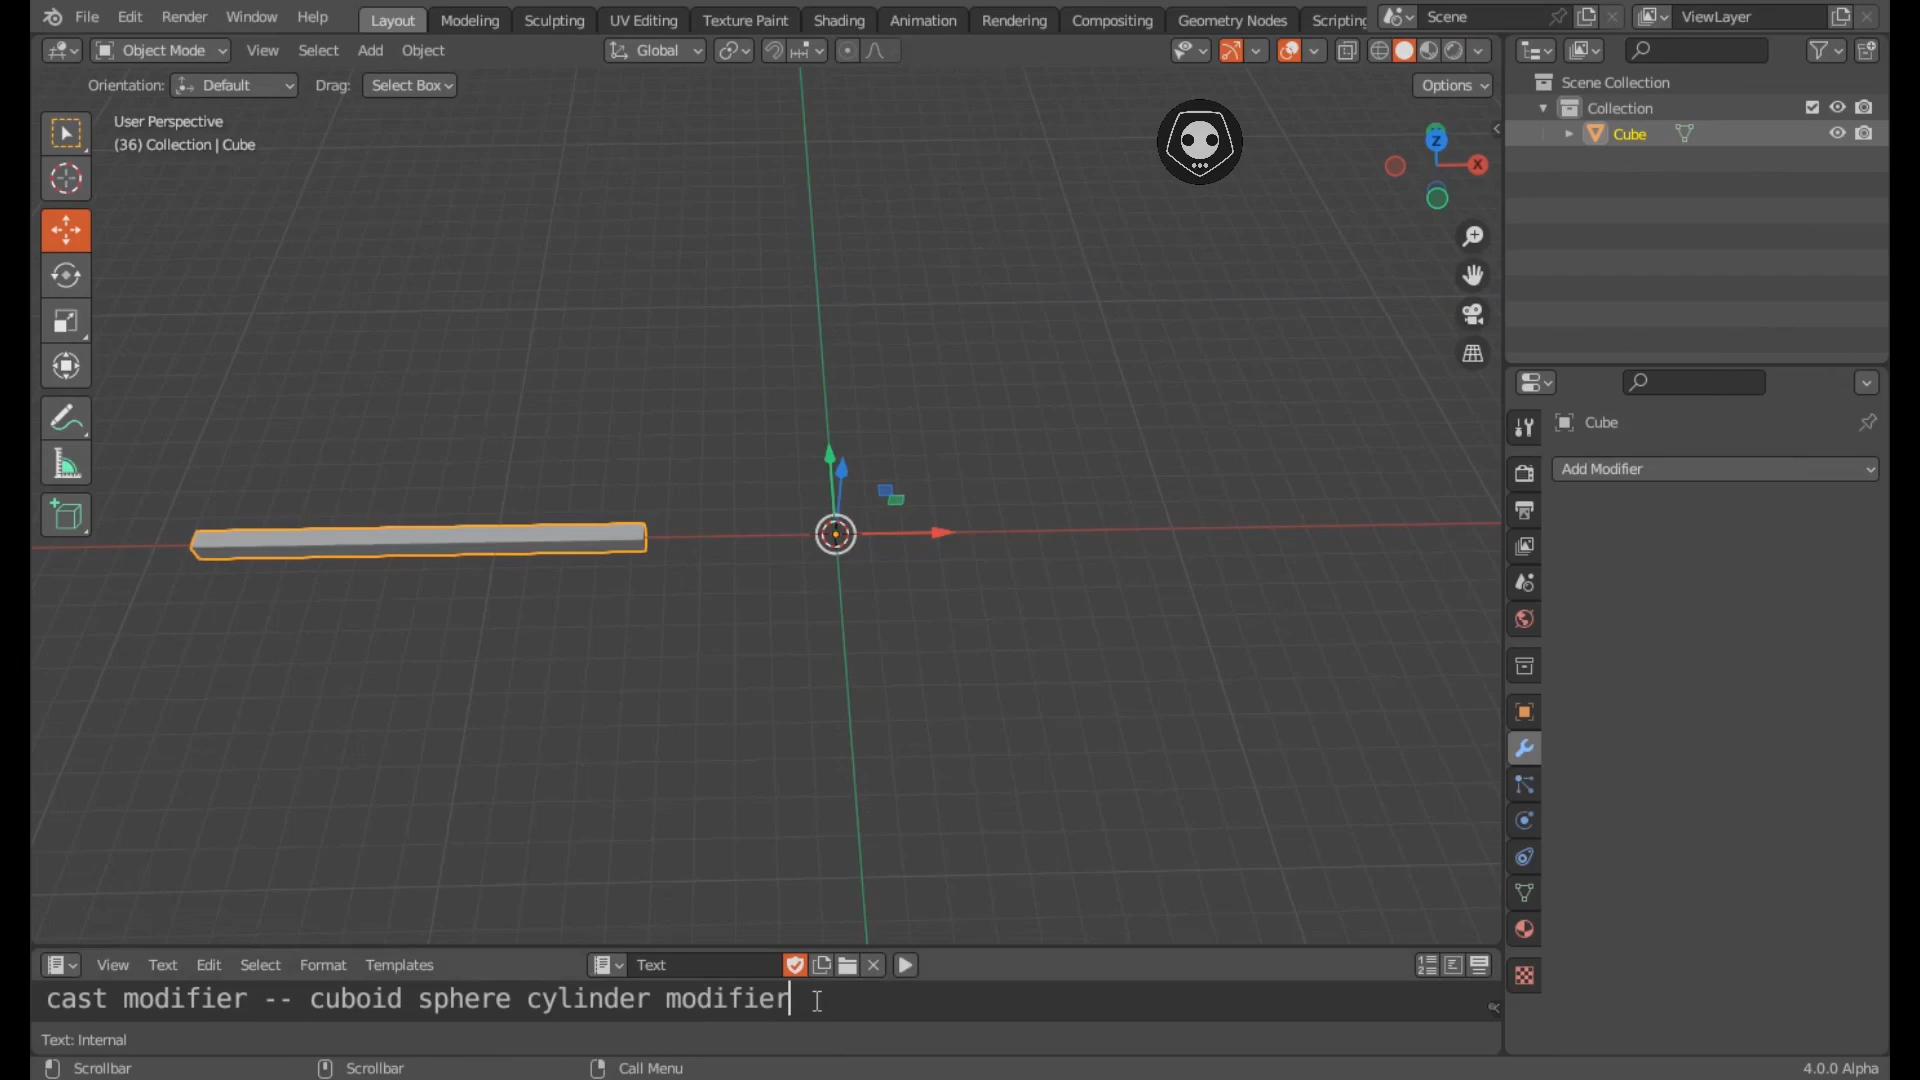 File Edit Render Window Help Layout Modeling Sculpting UV Editing Texture Paint Shading Animation Rendering Compositing Geometry Nodes Scripting Scene ViewLayer
Object Mode View Select Add Object Global
Orientation: Default Drag: Select Box Options
User Perspective
(36) Collection | Cube
Z
X
Scene Collection
Collection
Cube
Cube
Add Modifier
View Text Edit Select Format Templates Text
cast modifier -- cuboid sphere cylinder modifier
Text: Internal
Scrollbar Scrollbar Call Menu 4.0.0 Alpha